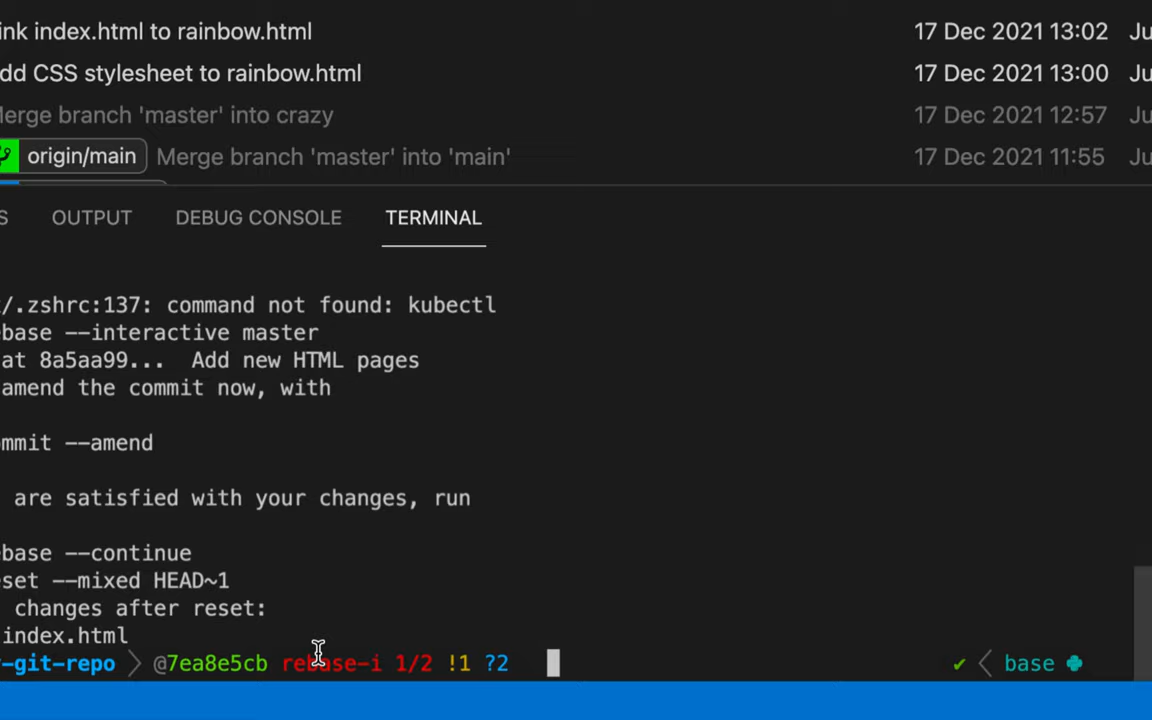 ink index.html to rainbow.html 17 Dec 2021 13:02 Ju
dd CSS stylesheet to rainbow.html 17 Dec 2021 13:00 Ju
Merge branch 'master' into crazy 17 Dec 2021 12:57 Ju
origin/main Merge branch 'master' into 'main' 17 Dec 2021 11:55 Ju
S OUTPUT DEBUG CONSOLE TERMINAL
/.zshrc:137: command not found: kubectl
ebase --interactive master
at 8a5aa99... Add new HTML pages
amend the commit now, with
ommit --amend
are satisfied with your changes, run
ebase --continue
eset --mixed HEAD~1
changes after reset:
index.html
-git-repo @7ea8e5cb rebase-i 1/2 !1 ?2 ✔ base